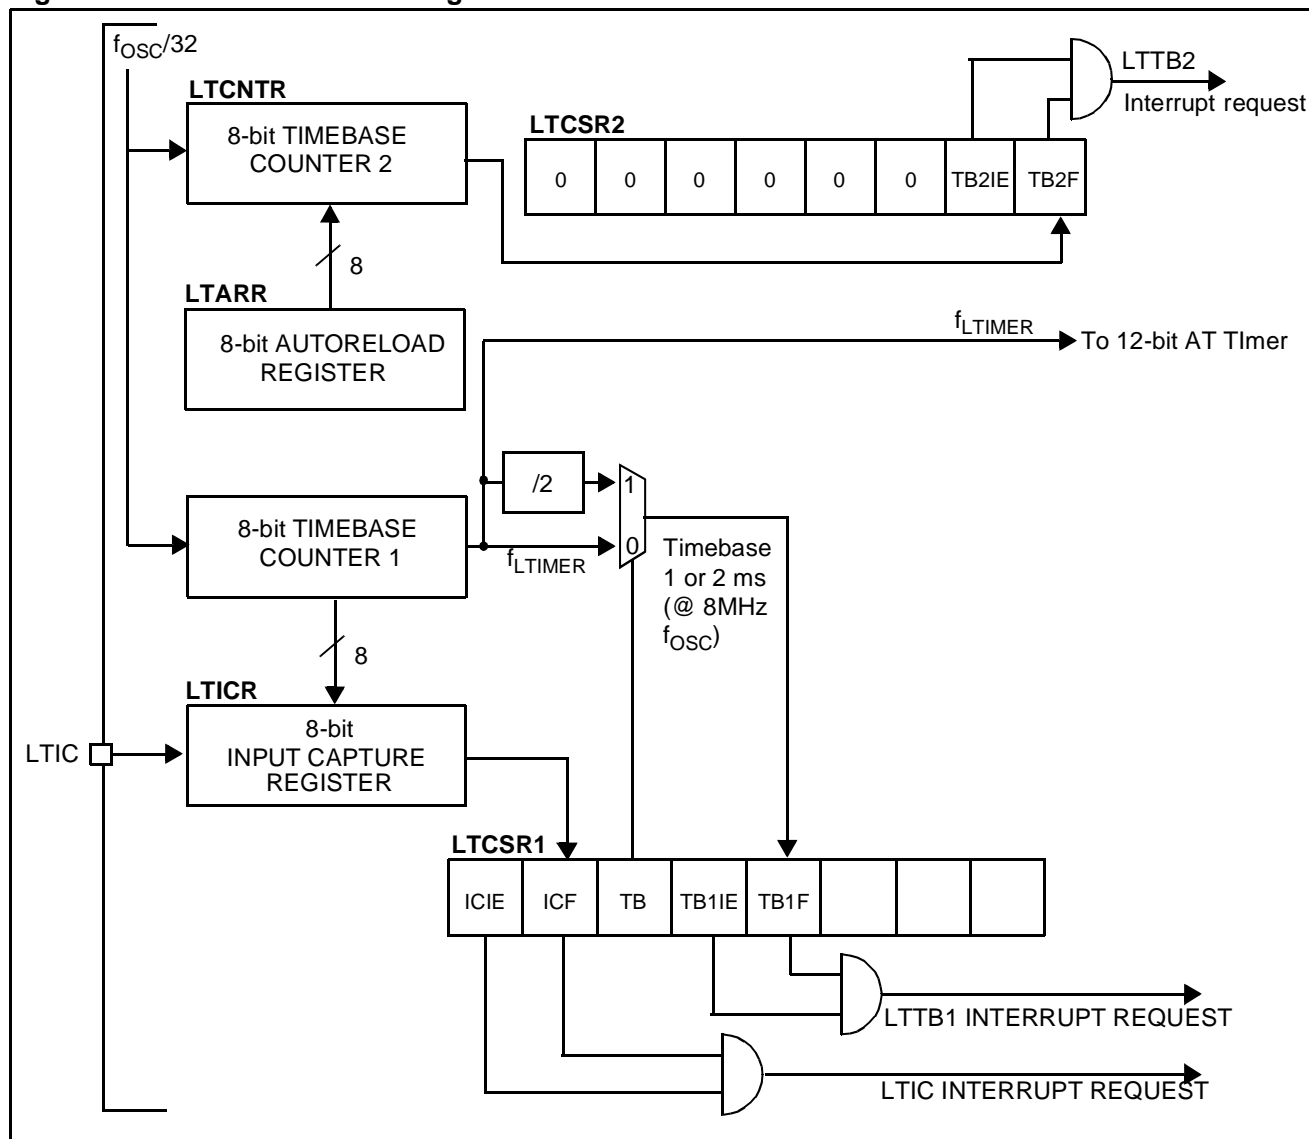 fOSC/32
LTCNTR
8-bit TIMEBASE
COUNTER 2
LTTB2
Interrupt request
LTCSR2
0 0 0 0 0 0 TB2IE TB2F
8
LTARR
8-bit AUTORELOAD
REGISTER
fLTIMER
To 12-bit AT TImer
/2
1
0
8-bit TIMEBASE
COUNTER 1
fLTIMER
Timebase
1 or 2 ms
(@ 8MHz
fOSC)
8
LTICR
8-bit
INPUT CAPTURE
REGISTER
LTIC
LTCSR1
ICIE ICF TB TB1IE TB1F
LTTB1 INTERRUPT REQUEST
LTIC INTERRUPT REQUEST